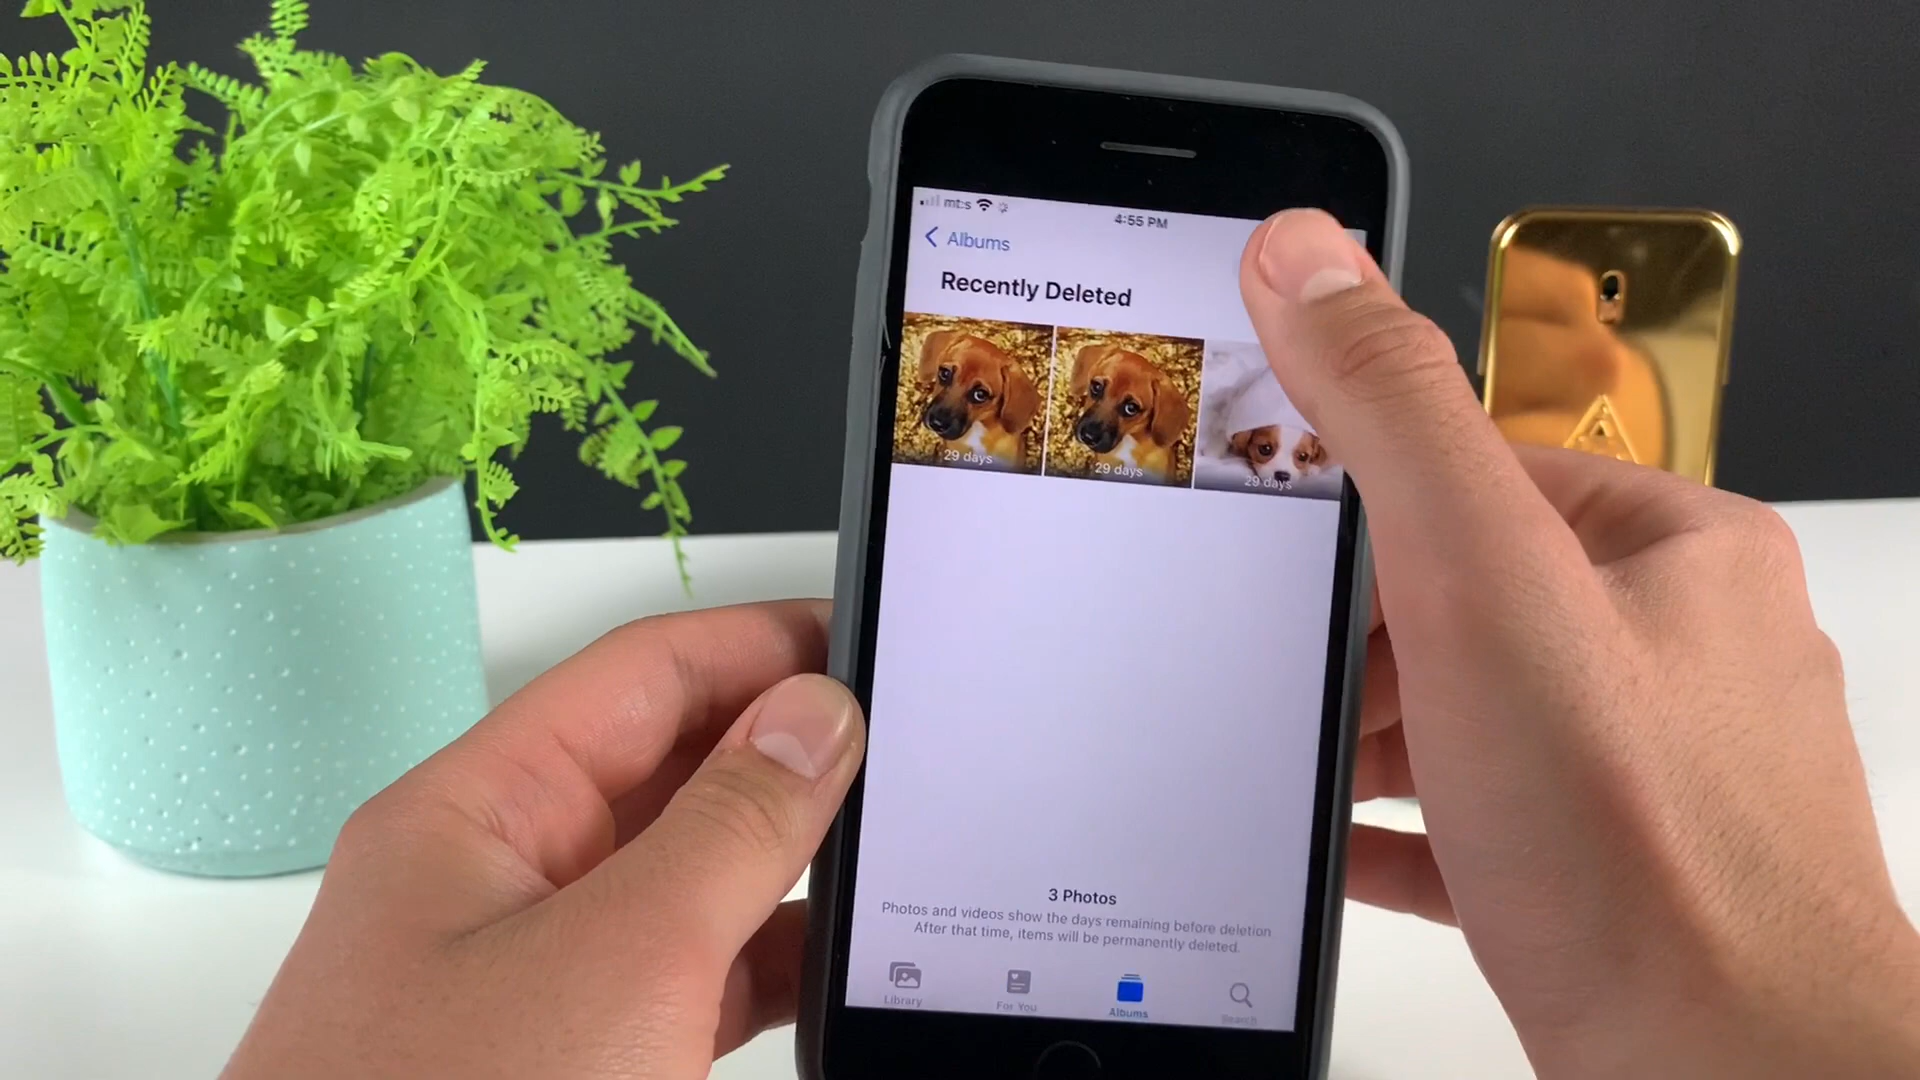 mt:s
4:55 PM
Albums
Recently Deleted
29 days
29 days
29 days
3 Photos
Photos and videos show the days remaining before deletion
After that time, items will be permanently deleted.
Library
For You
Albums
Search